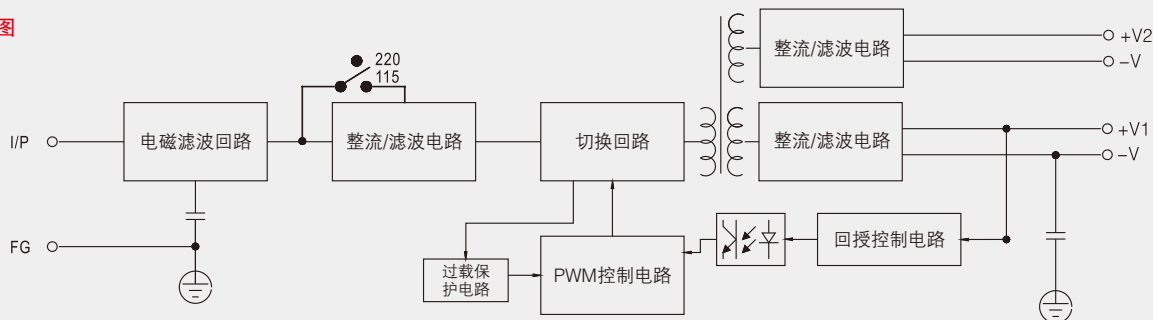 图
220
115
I/P
电磁滤波回路
整流/滤波电路
切换回路
整流/滤波电路
+V2
-V
整流/滤波电路
+V1
-V
FG
过载保
护电路
PWM控制电路
回授控制电路